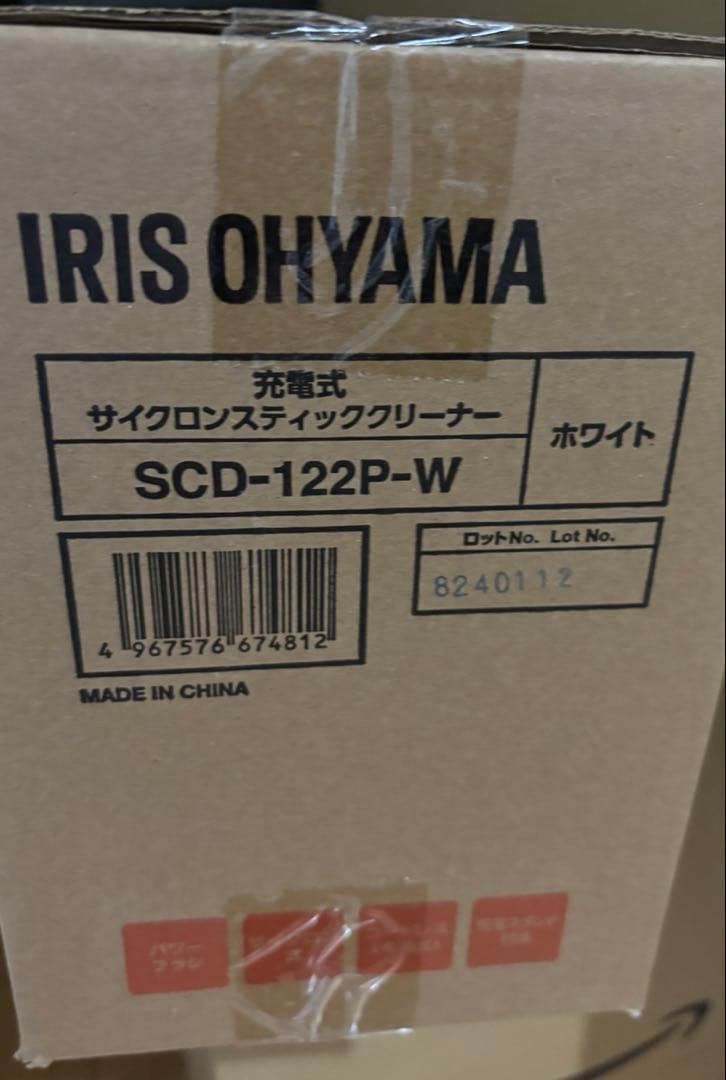 IRIS OHYAMA
充電式
サイクロンスティッククリーナー
ホワイト
SCD-122P-W
ロットNo. Lot No.
8240112
4 967576 674812
MADE IN CHINA
パワー
ブラシ